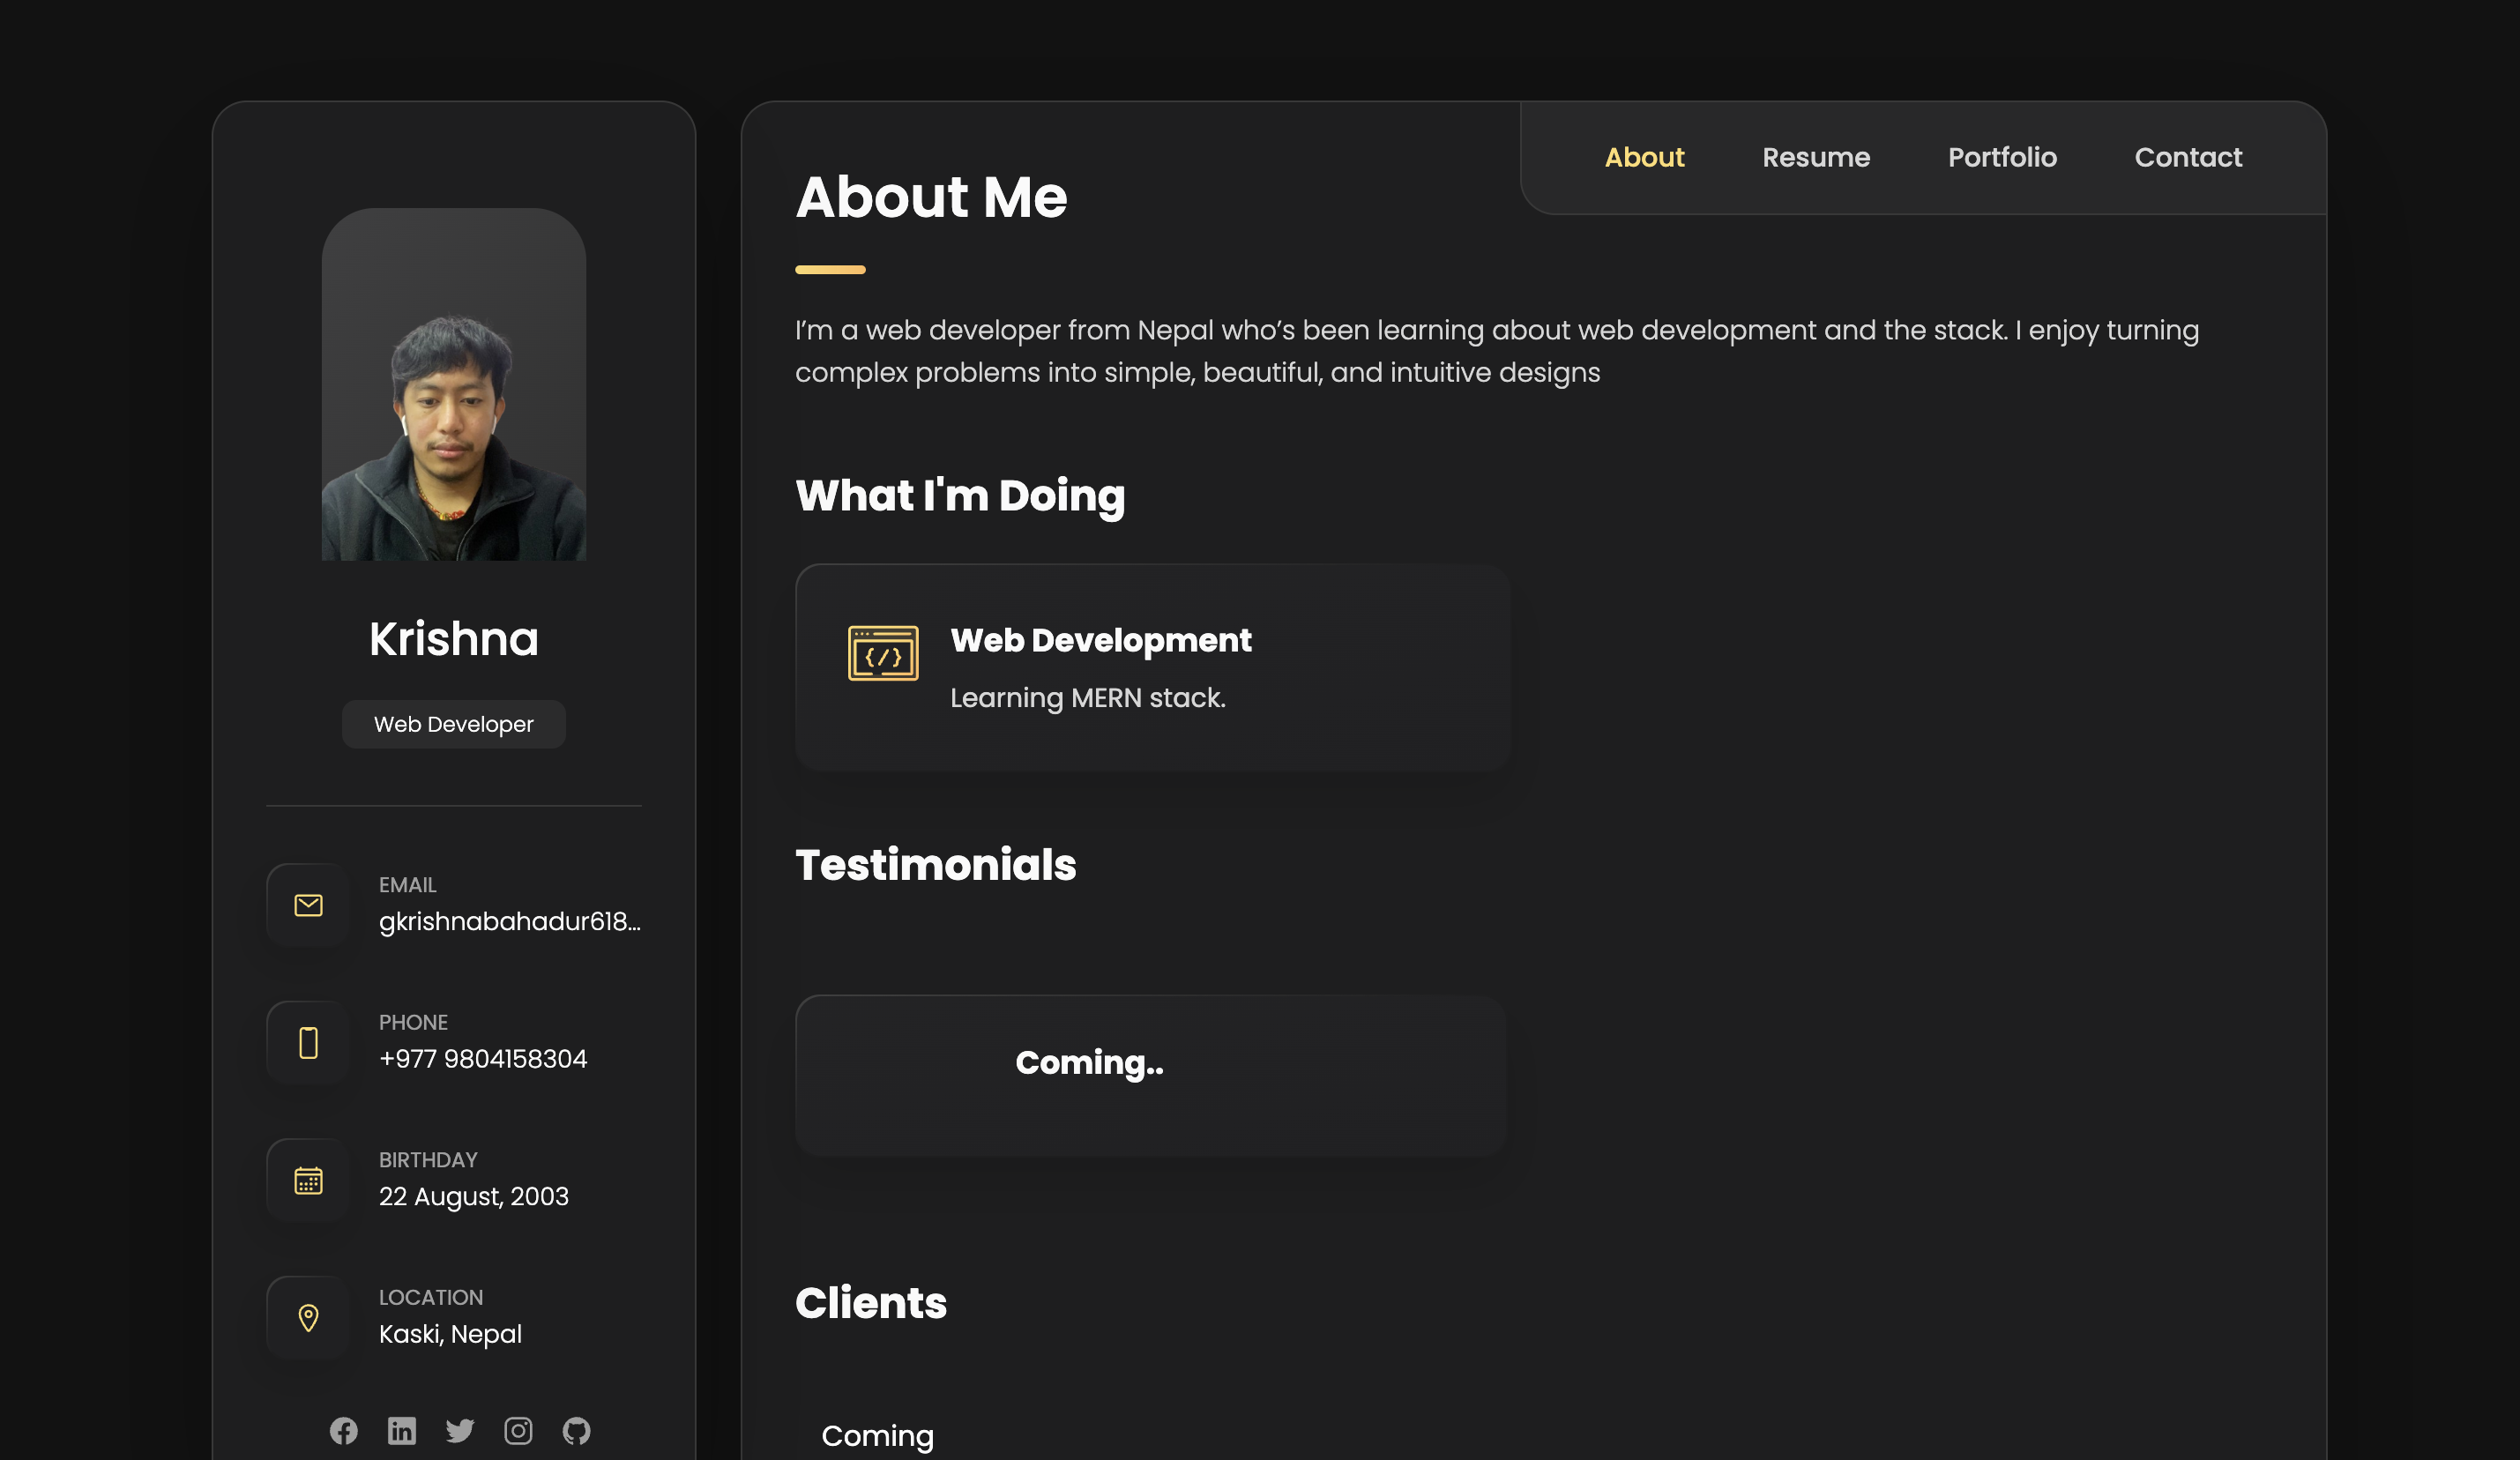 Krishna
Web Developer
EMAIL
gkrishnabahadur618...
PHONE
+977 9804158304
BIRTHDAY
22 August, 2003
LOCATION
Kaski, Nepal
About
Resume
Portfolio
Contact
About Me
I’m a web developer from Nepal who’s been learning about web development and the stack. I enjoy turning
complex problems into simple, beautiful, and intuitive designs
What I'm Doing
Web Development
Learning MERN stack.
Testimonials
Coming..
Clients
Coming